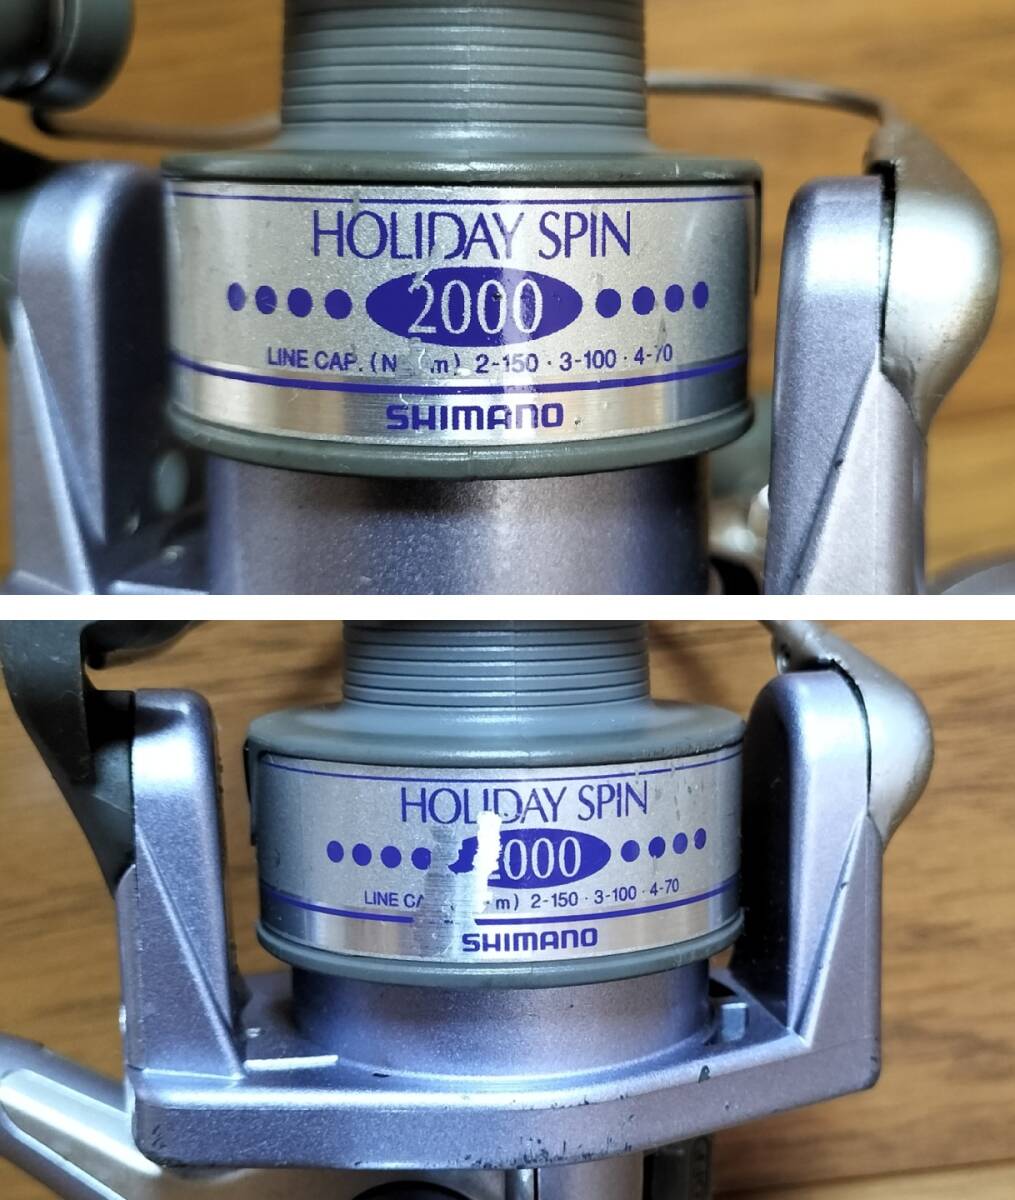 HOLIDAY SPIN
2000
LINE CAP. (N m) 2-150 · 3-100 · 4-70
SHIMANO
HOLIDAY SPIN
2000
LINE m) 2-150 · 3-100 · 4-70
SHIMANO